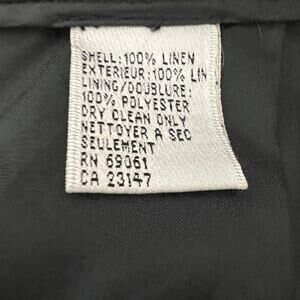 SHELL: 100% LINEN
EXTERIEUR: 100% LIN
LINING/DOUBLURE:
100% POLYESTER
DRY CLEAN ONLY
NETTOYER A SEC
SEULEMENT
RN 69061
CA 23147